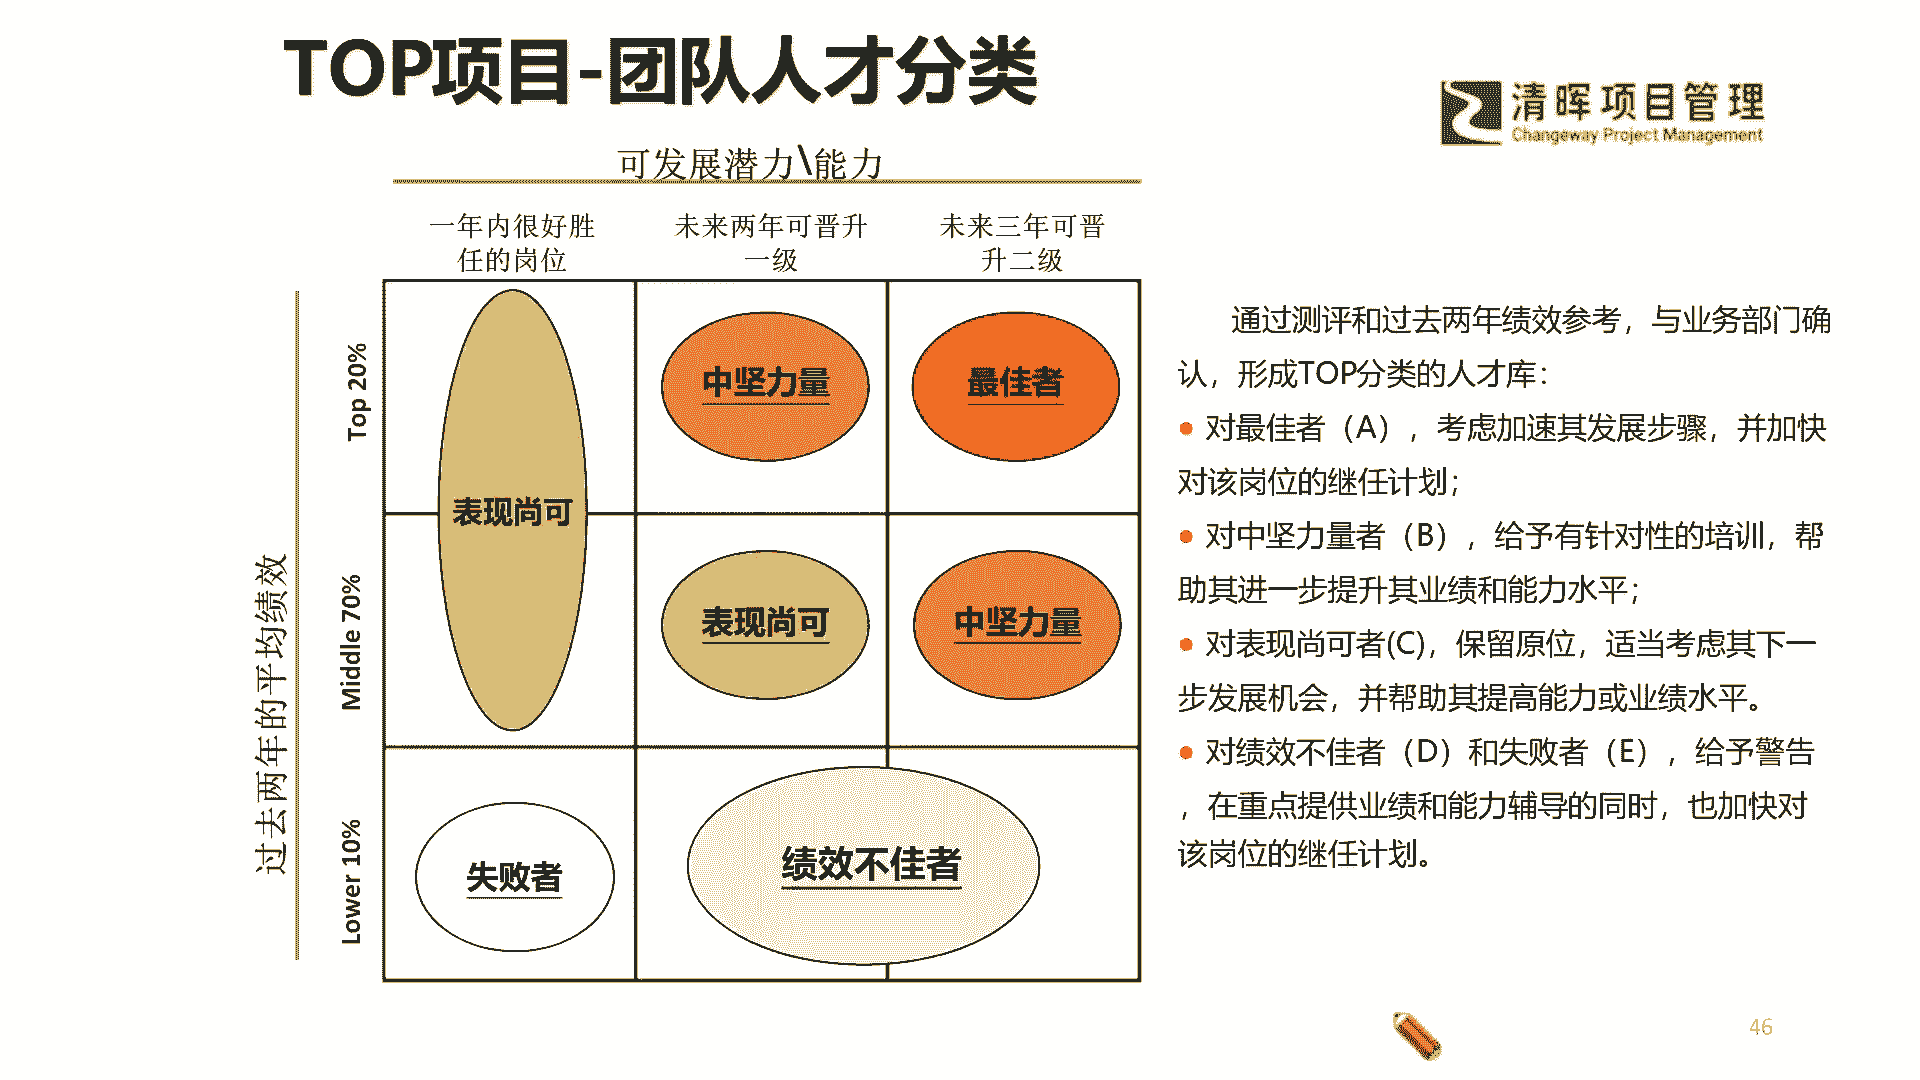 TOP项目-团队人才分类
清晖项目管理
Changeway Project Management
可发展潜力\能力
一年内很好胜
任的岗位
未来两年可晋升
一级
未来三年可晋
升二级
过去两年的平均绩效
Top 20%
Middle 70%
Lower 10%
表现尚可
中坚力量
最佳者
表现尚可
中坚力量
失败者
绩效不佳者
通过测评和过去两年绩效参考，与业务部门确
认，形成TOP分类的人才库：
● 对最佳者（A），考虑加速其发展步骤，并加快
对该岗位的继任计划；
● 对中坚力量者（B），给予有针对性的培训，帮
助其进一步提升其业绩和能力水平；
● 对表现尚可者(C)，保留原位，适当考虑其下一
步发展机会，并帮助其提高能力或业绩水平。
● 对绩效不佳者（D）和失败者（E），给予警告
，在重点提供业绩和能力辅导的同时，也加快对
该岗位的继任计划。
46